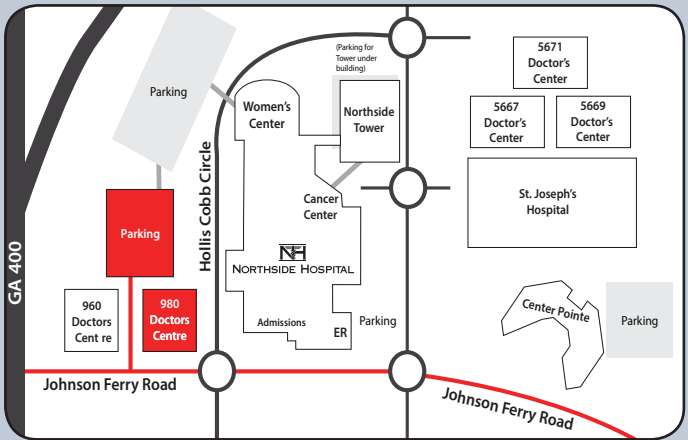 (Parking for
Tower under
building)
5671
Doctor's
Center
Parking
Women's
Center
Northside
Tower
5667
Doctor's
Center
5669
Doctor's
Center
Hollis Cobb Circle
Cancer
Center
St. Joseph's
Hospital
Parking
GA 400
NH
NORTHSIDE HOSPITAL
960
Doctors
Cent re
980
Doctors
Centre
Admissions
ER
Parking
Center Pointe
Parking
Johnson Ferry Road
Johnson Ferry Road